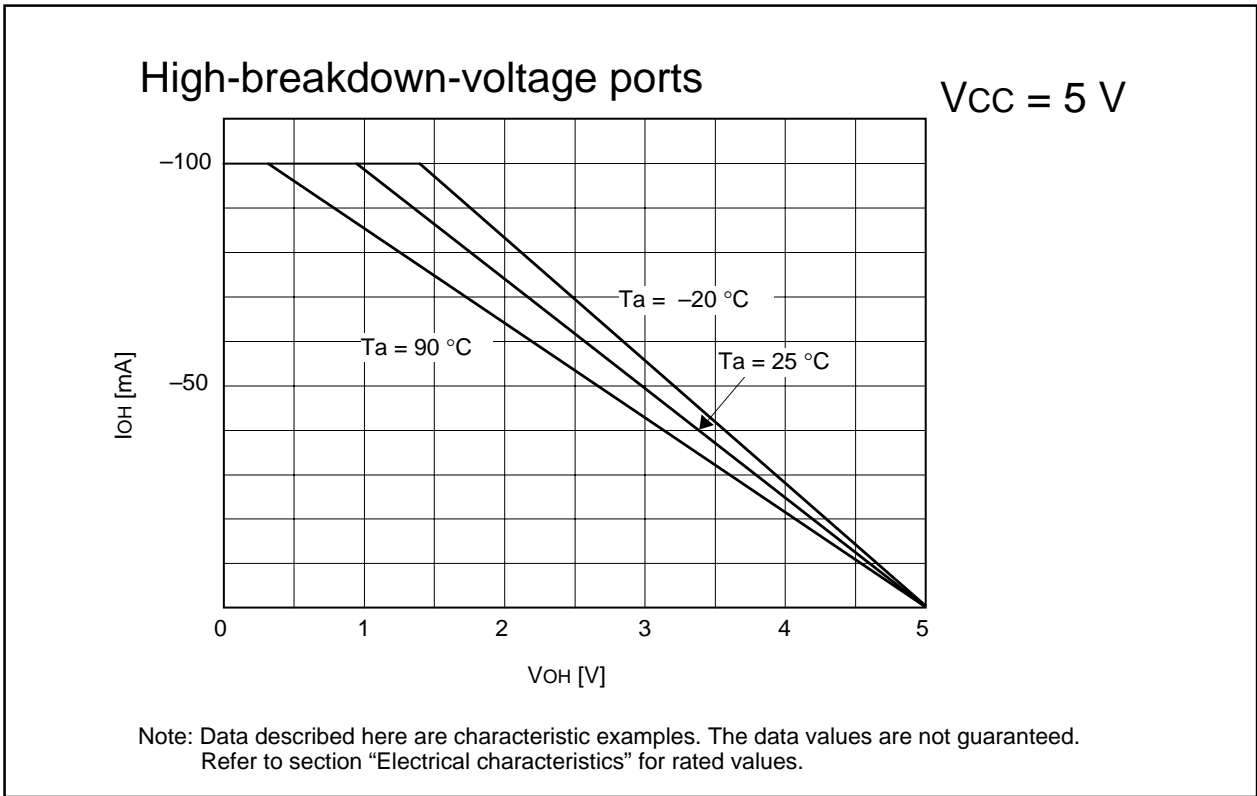 High-breakdown-voltage ports
VCC = 5 V
–100
Ta = –20 °C
Ta = 90 °C
Ta = 25 °C
–50
IOH [mA]
0 1 2 3 4 5
VOH [V]
Note: Data described here are characteristic examples. The data values are not guaranteed.
Refer to section “Electrical characteristics” for rated values.